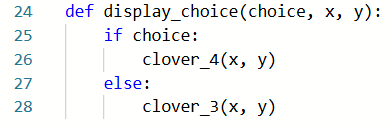 24 def display_choice(choice, x, y):
25     if choice:
26         clover_4(x, y)
27     else:
28         clover_3(x, y)